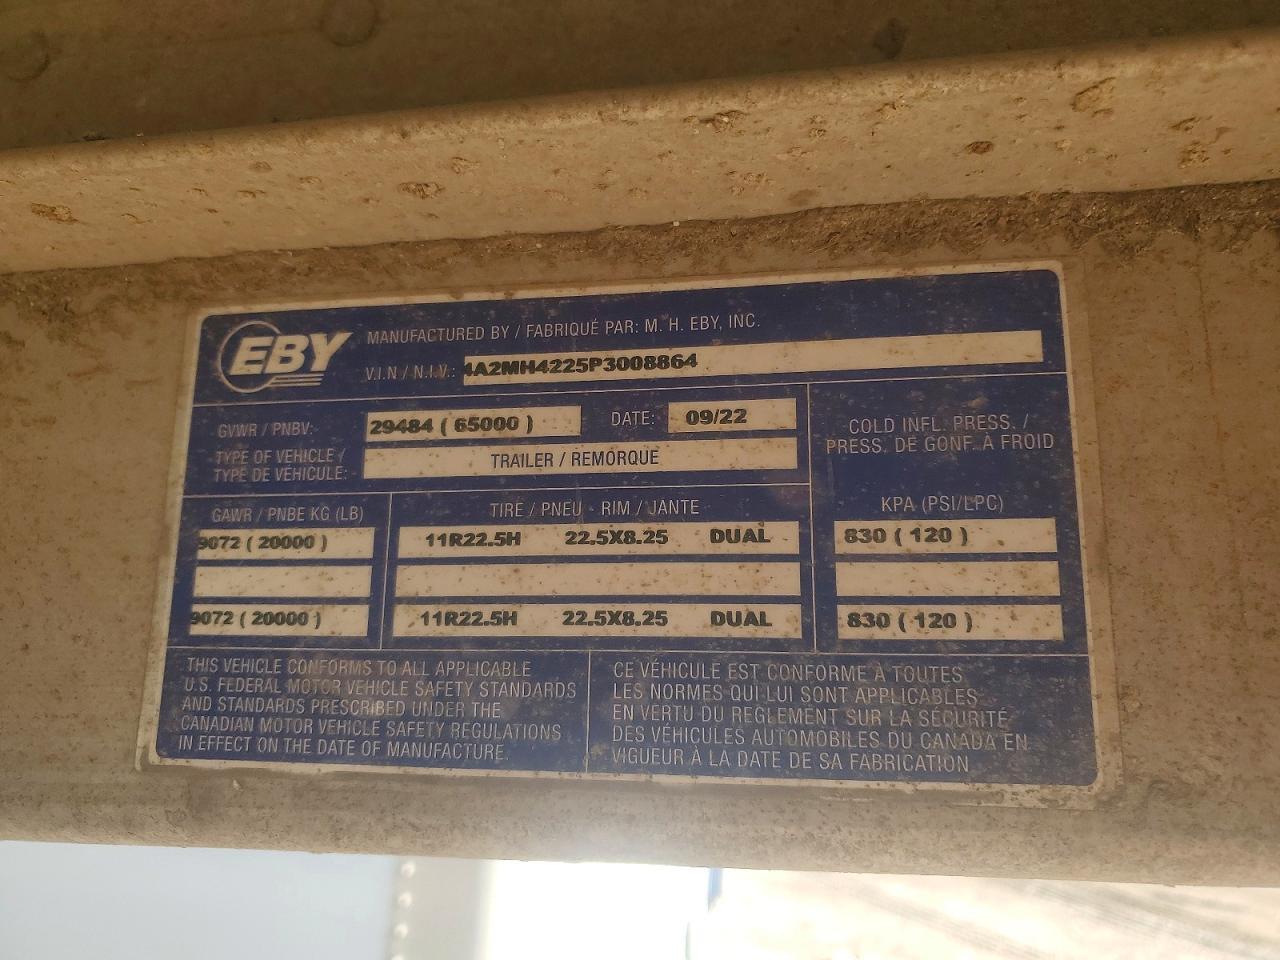 EBY
MANUFACTURED BY / FABRIQUÉ PAR: M. H. EBY, INC.
V.I.N / N.I.V.: 4A2MH4225P3008864
GVWR / PNBV: 29484 ( 65000 ) DATE: 09/22
TYPE OF VEHICLE /
TYPE DE VÉHICULE: TRAILER / REMORQUE
COLD INFL. PRESS. /
PRESS. DE GONF. À FROID
GAWR / PNBE KG (LB) TIRE / PNEU - RIM / JANTE KPA (PSI/LPC)
9072 ( 20000 ) 11R22.5H 22.5X8.25 DUAL 830 ( 120 )
9072 ( 20000 ) 11R22.5H 22.5X8.25 DUAL 830 ( 120 )
THIS VEHICLE CONFORMS TO ALL APPLICABLE
U.S. FEDERAL MOTOR VEHICLE SAFETY STANDARDS
AND STANDARDS PRESCRIBED UNDER THE
CANADIAN MOTOR VEHICLE SAFETY REGULATIONS
IN EFFECT ON THE DATE OF MANUFACTURE.
CE VÉHICULE EST CONFORME À TOUTES
LES NORMES QUI LUI SONT APPLICABLES
EN VERTU DU REGLEMENT SUR LA SÉCURITÉ
DES VÉHICULES AUTOMOBILES DU CANADA EN
VIGUEUR À LA DATE DE SA FABRICATION